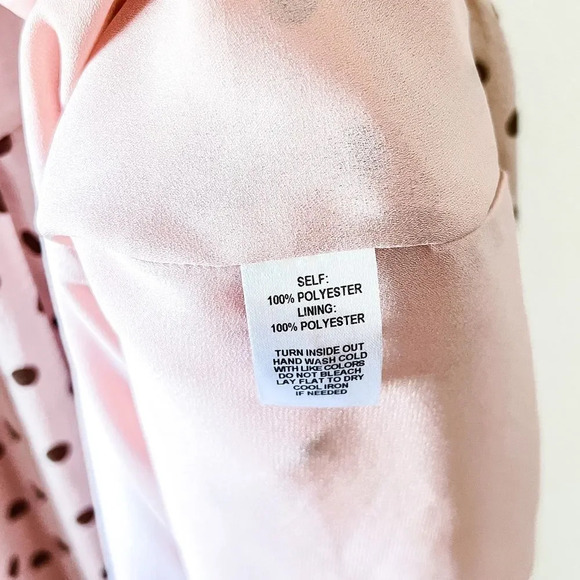 SELF:
100% POLYESTER
LINING:
100% POLYESTER
TURN INSIDE OUT
HAND WASH COLD
WITH LIKE COLORS
DO NOT BLEACH
LAY FLAT TO DRY
COOL IRON
IF NEEDED